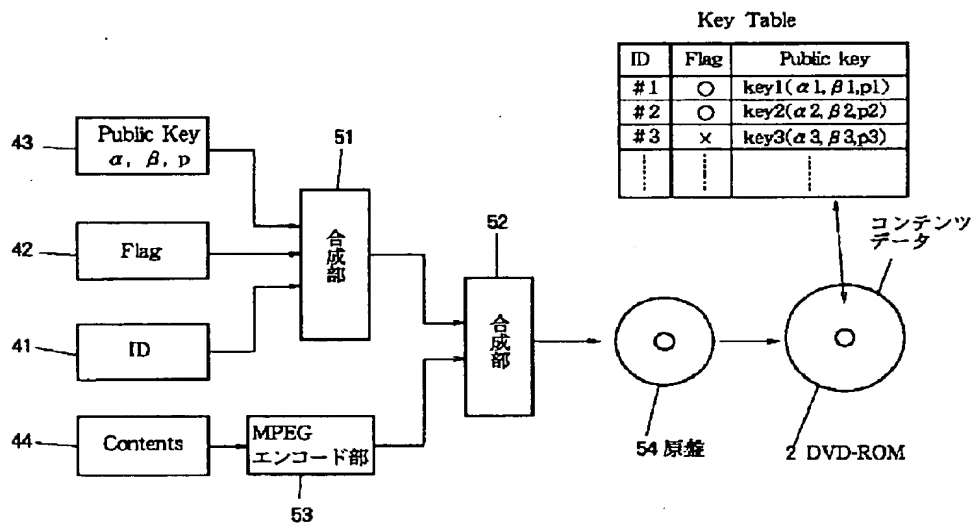 Key Table
ID Flag Public key
#1 ○ key1(α1, β1,p1)
#2 ○ key2(α2, β2,p2)
#3 × key3(α3, β3,p3)
43
Public Key
α, β, p
51
合成部
42
Flag
41
ID
44
Contents
MPEG
エンコード部
53
52
合成部
54 原盤
コンテンツ
データ
2 DVD-ROM